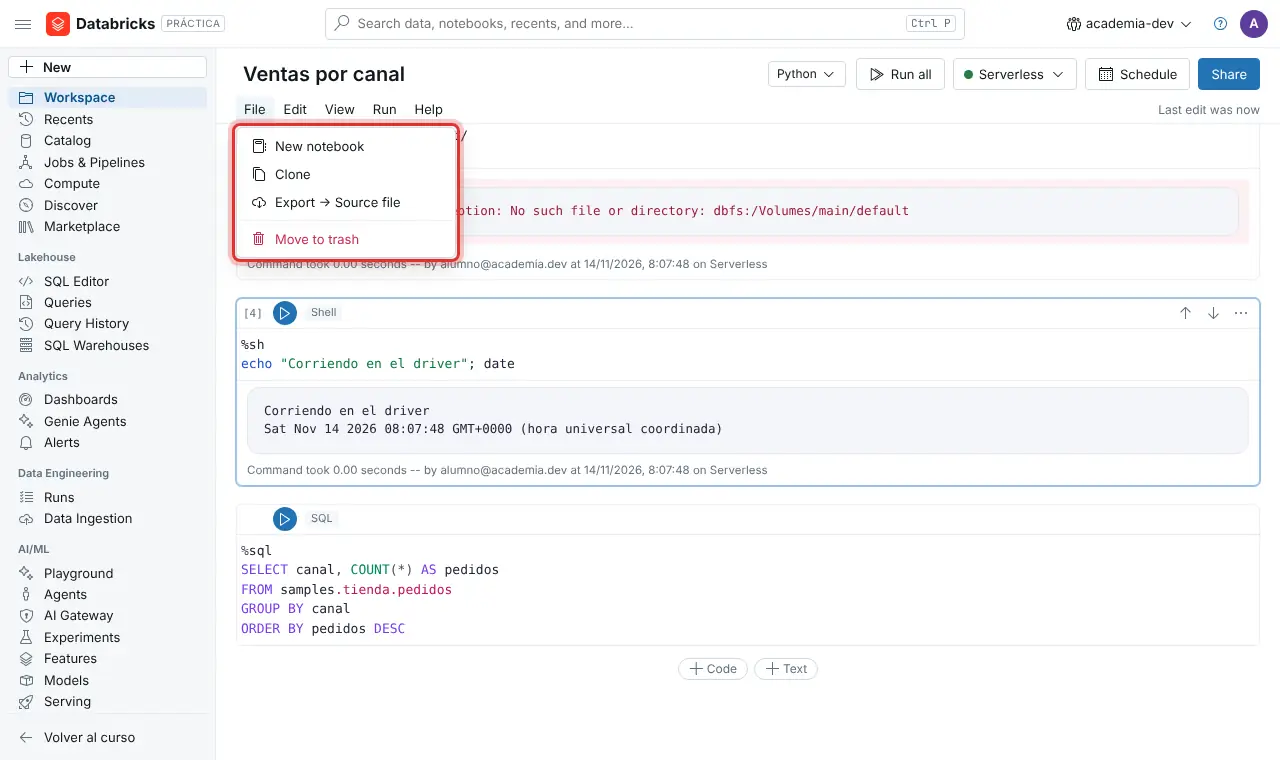 Databricks PRÁCTICA
Search data, notebooks, recents, and more... Ctrl P
academia-dev
A
New
Workspace
Recents
Catalog
Jobs & Pipelines
Compute
Discover
Marketplace
Lakehouse
SQL Editor
Queries
Query History
SQL Warehouses
Analytics
Dashboards
Genie Agents
Alerts
Data Engineering
Runs
Data Ingestion
AI/ML
Playground
Agents
AI Gateway
Experiments
Features
Models
Serving
Volver al curso
Ventas por canal
Python
Run all
Serverless
Schedule
Share
File Edit View Run Help
Last edit was now
New notebook
Clone
Export → Source file
Move to trash
/
ption: No such file or directory: dbfs:/Volumes/main/default
Command took 0.00 seconds -- by alumno@academia.dev at 14/11/2026, 8:07:48 on Serverless
[4] Shell
%sh
echo "Corriendo en el driver"; date
Corriendo en el driver
Sat Nov 14 2026 08:07:48 GMT+0000 (hora universal coordinada)
Command took 0.00 seconds -- by alumno@academia.dev at 14/11/2026, 8:07:48 on Serverless
SQL
%sql
SELECT canal, COUNT(*) AS pedidos
FROM samples.tienda.pedidos
GROUP BY canal
ORDER BY pedidos DESC
Code
Text